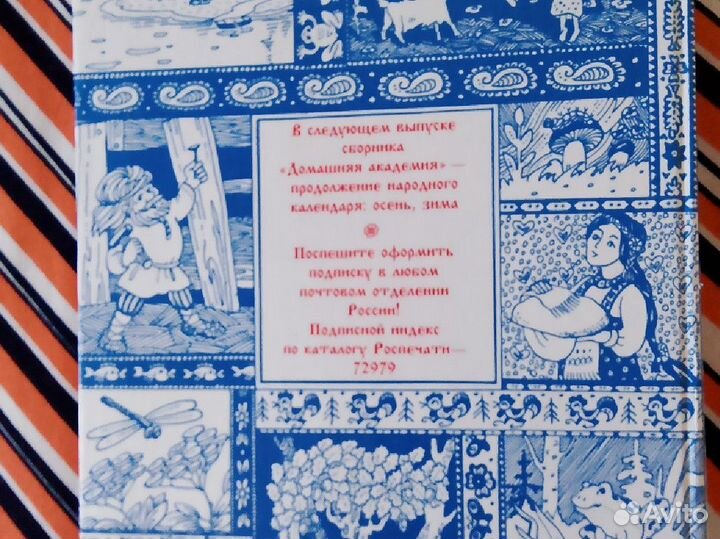 В следующем выпуске
сборника
«Домашняя академия» —
продолжение народного
календаря: осень, зима
Поспешите оформить
подписку в любом
почтовом отделении
России!
Подписной индекс
по каталогу Роспечати—
72979
Avito